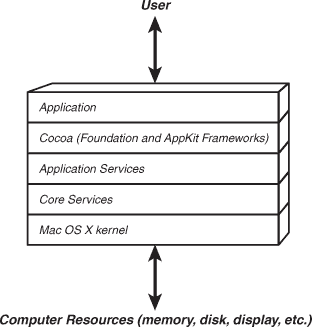 User
Application
Cocoa (Foundation and AppKit Frameworks)
Application Services
Core Services
Mac OS X kernel
Computer Resources (memory, disk, display, etc.)